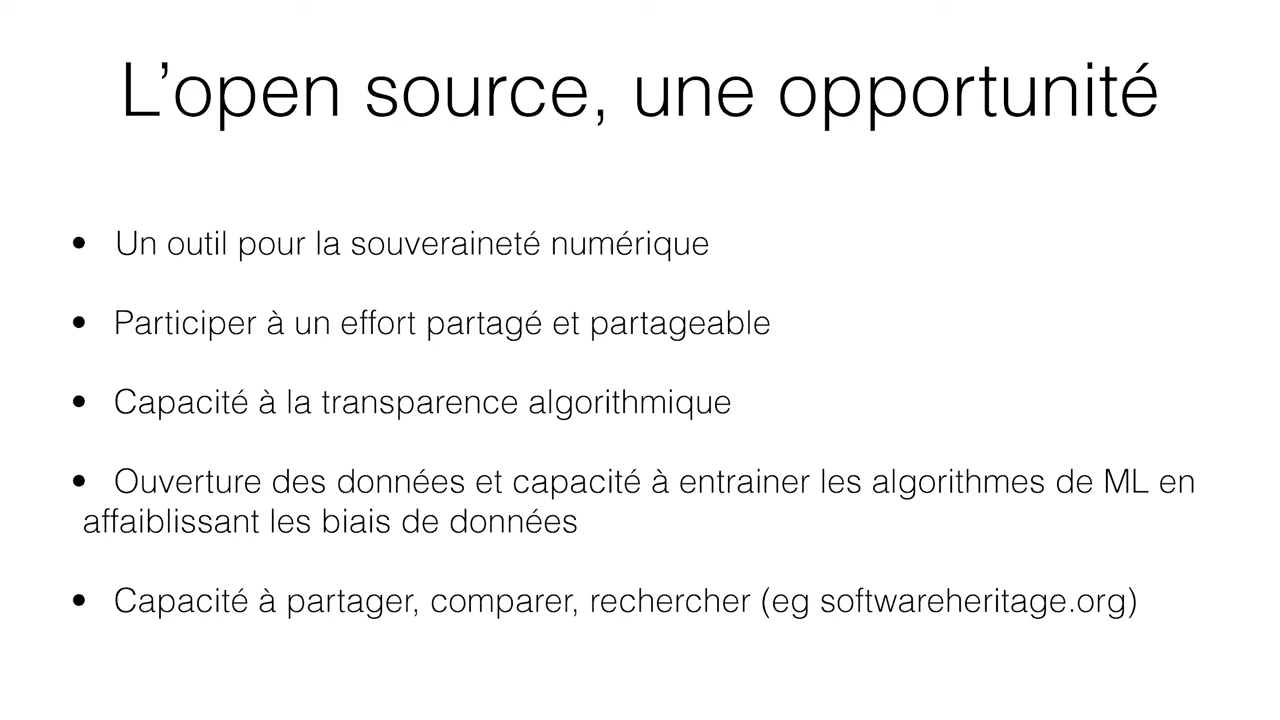 L’open source, une opportunité
• Un outil pour la souveraineté numérique
• Participer à un effort partagé et partageable
• Capacité à la transparence algorithmique
• Ouverture des données et capacité à entrainer les algorithmes de ML en
affaiblissant les biais de données
• Capacité à partager, comparer, rechercher (eg softwareheritage.org)